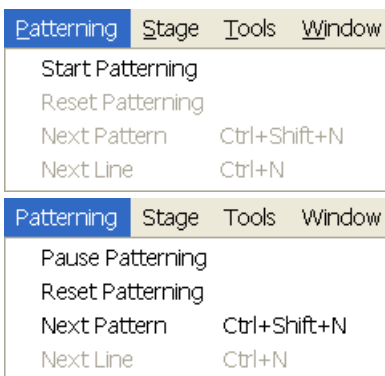 Patterning Stage Tools Window
Start Patterning
Reset Patterning
Next Pattern Ctrl+Shift+N
Next Line Ctrl+N
Patterning Stage Tools Window
Pause Patterning
Reset Patterning
Next Pattern Ctrl+Shift+N
Next Line Ctrl+N